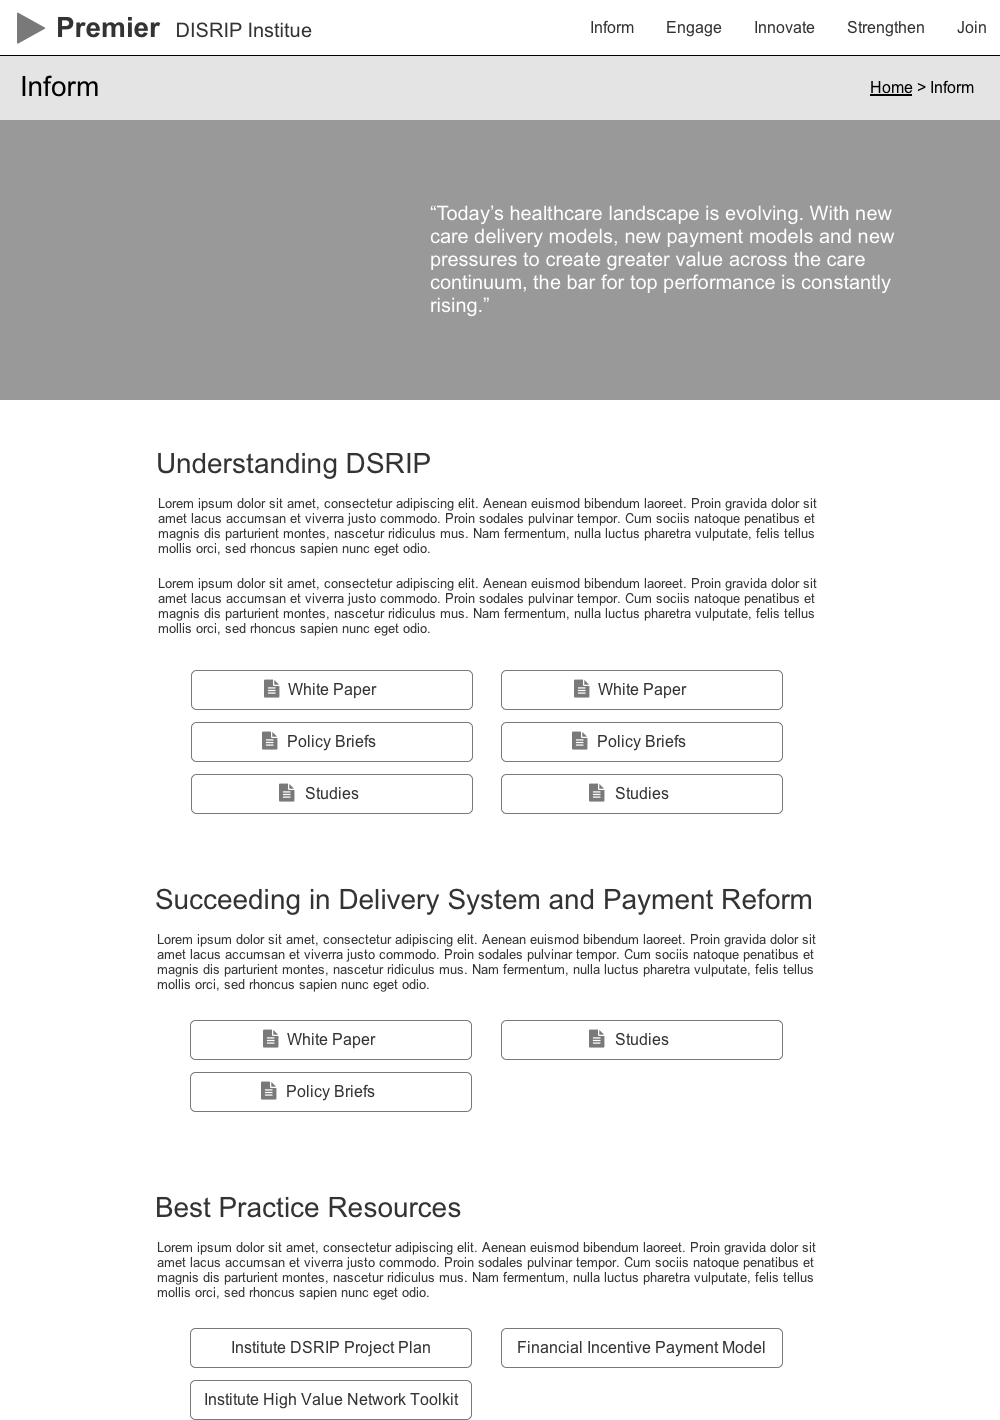 Premier DISRIP Institue
Inform Engage Innovate Strengthen Join
Inform
Home > Inform
“Today’s healthcare landscape is evolving. With new
care delivery models, new payment models and new
pressures to create greater value across the care
continuum, the bar for top performance is constantly
rising.”
Understanding DSRIP
Lorem ipsum dolor sit amet, consectetur adipiscing elit. Aenean euismod bibendum laoreet. Proin gravida dolor sit
amet lacus accumsan et viverra justo commodo. Proin sodales pulvinar tempor. Cum sociis natoque penatibus et
magnis dis parturient montes, nascetur ridiculus mus. Nam fermentum, nulla luctus pharetra vulputate, felis tellus
mollis orci, sed rhoncus sapien nunc eget odio.
Lorem ipsum dolor sit amet, consectetur adipiscing elit. Aenean euismod bibendum laoreet. Proin gravida dolor sit
amet lacus accumsan et viverra justo commodo. Proin sodales pulvinar tempor. Cum sociis natoque penatibus et
magnis dis parturient montes, nascetur ridiculus mus. Nam fermentum, nulla luctus pharetra vulputate, felis tellus
mollis orci, sed rhoncus sapien nunc eget odio.
White Paper White Paper
Policy Briefs Policy Briefs
Studies Studies
Succeeding in Delivery System and Payment Reform
Lorem ipsum dolor sit amet, consectetur adipiscing elit. Aenean euismod bibendum laoreet. Proin gravida dolor sit
amet lacus accumsan et viverra justo commodo. Proin sodales pulvinar tempor. Cum sociis natoque penatibus et
magnis dis parturient montes, nascetur ridiculus mus. Nam fermentum, nulla luctus pharetra vulputate, felis tellus
mollis orci, sed rhoncus sapien nunc eget odio.
White Paper Studies
Policy Briefs
Best Practice Resources
Lorem ipsum dolor sit amet, consectetur adipiscing elit. Aenean euismod bibendum laoreet. Proin gravida dolor sit
amet lacus accumsan et viverra justo commodo. Proin sodales pulvinar tempor. Cum sociis natoque penatibus et
magnis dis parturient montes, nascetur ridiculus mus. Nam fermentum, nulla luctus pharetra vulputate, felis tellus
mollis orci, sed rhoncus sapien nunc eget odio.
Institute DSRIP Project Plan Financial Incentive Payment Model
Institute High Value Network Toolkit